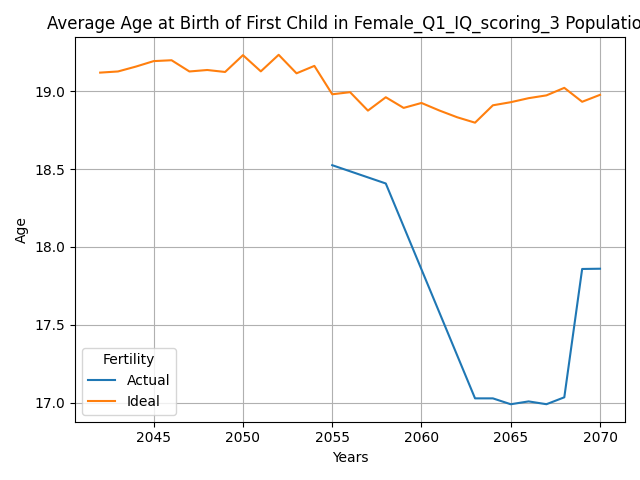 Average Age at Birth of First Child in Female_Q1_IQ_scoring_3 Populatio
19.0
18.5
18.0
17.5
17.0
Age
Fertility
Actual
Ideal
2045
2050
2055
2060
2065
2070
Years